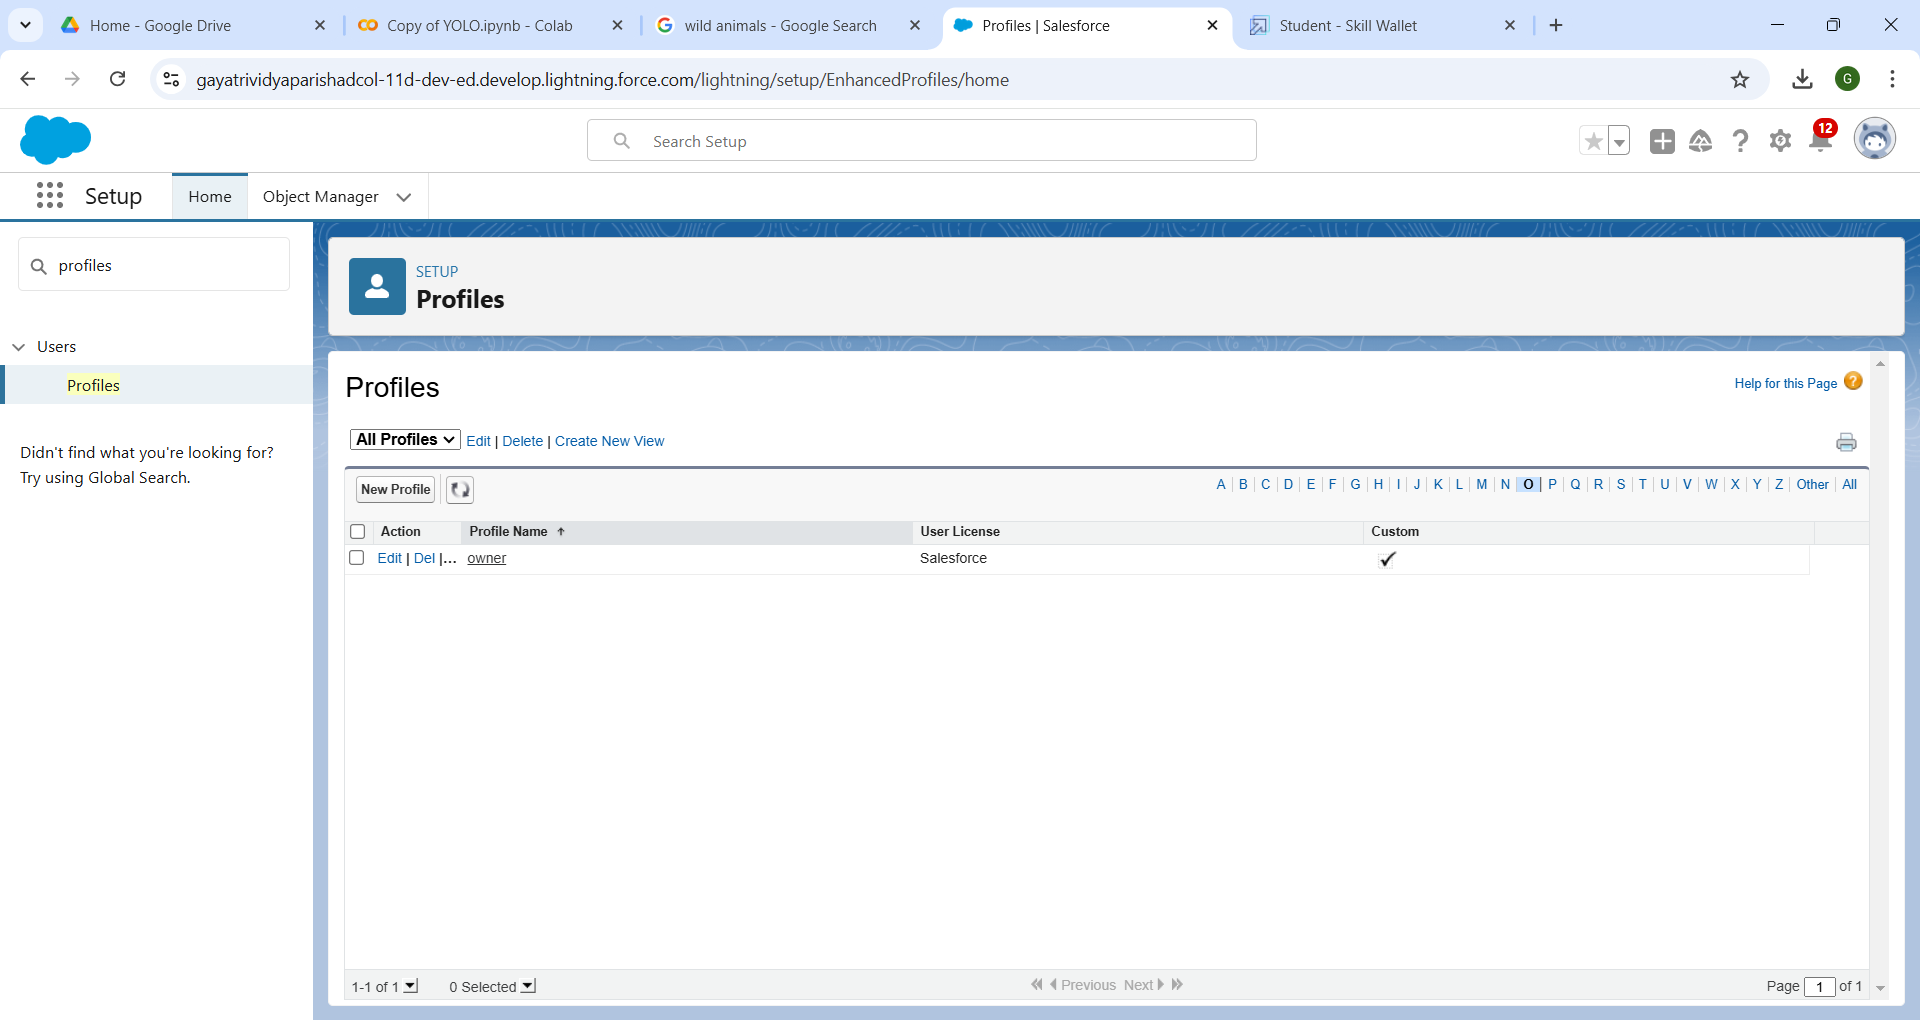 Home - Google Drive
Copy of YOLO.ipynb - Colab
wild animals - Google Search
Profiles | Salesforce
Student - Skill Wallet
gayatrividyaparishadcol-11d-dev-ed.develop.lightning.force.com/lightning/setup/EnhancedProfiles/home
G
Search Setup
12
Setup
Home
Object Manager
profiles
Users
Profiles
Didn't find what you're looking for?
Try using Global Search.
SETUP
Profiles
Profiles
Help for this Page ?
All Profiles Edit | Delete | Create New View
New Profile
A | B | C | D | E | F | G | H | I | J | K | L | M | N | O | P | Q | R | S | T | U | V | W | X | Y | Z | Other | All
Action Profile Name User License Custom
Edit | Del |... owner Salesforce
1-1 of 1 0 Selected Previous Next Page 1 of 1